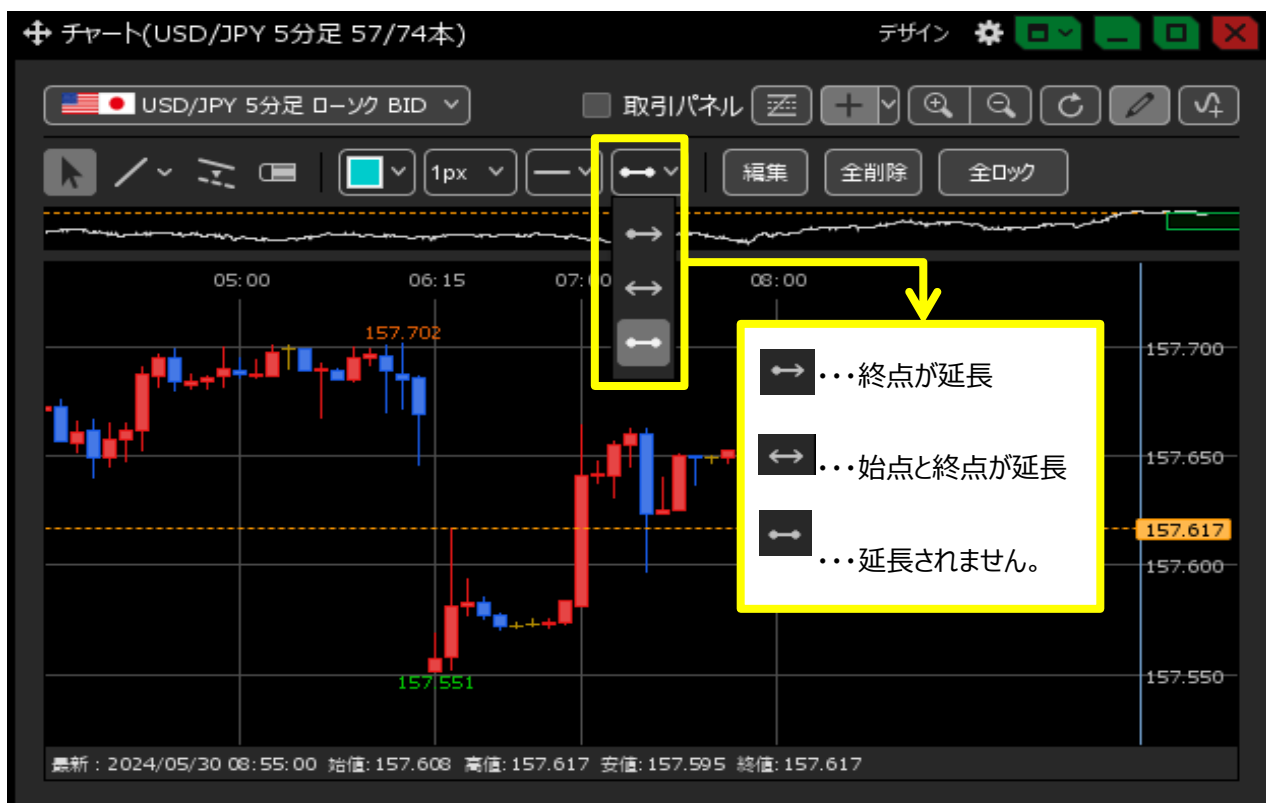 チャート(USD/JPY 5分足 57/74本)
デザイン
USD/JPY 5分足 ローソク BID
取引パネル
1px
編集
全削除
全ロック
05:00
06:15
07:00
08:00
157.702
157.700
・・・終点が延長
157.650
・・・始点と終点が延長
157.617
・・・延長されません。
157.600
157.551
157.550
最新：2024/05/30 08:55:00 始値:157.608 高値:157.617 安値:157.595 終値:157.617